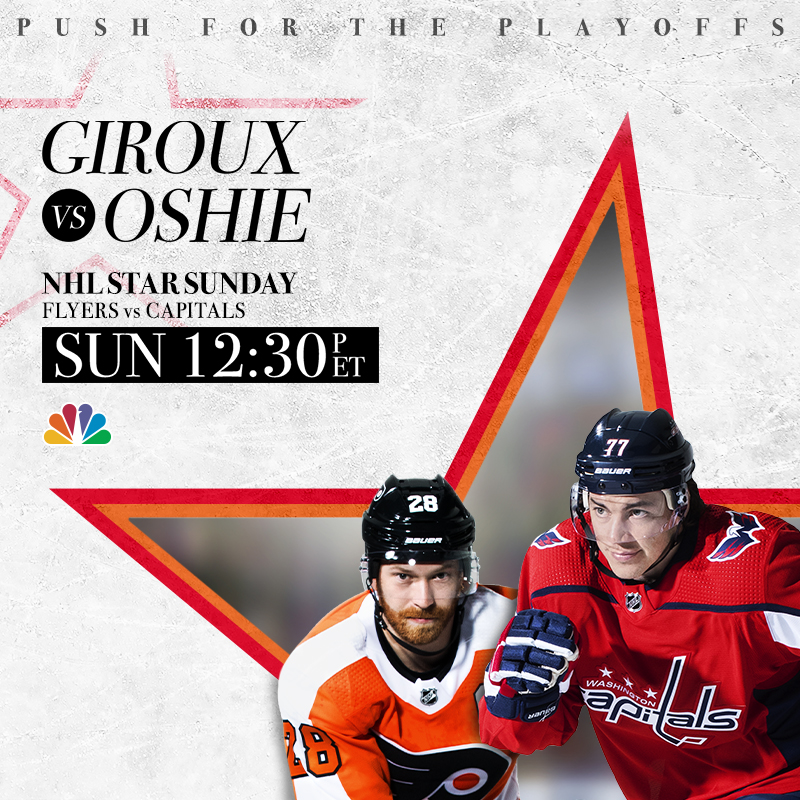 PUSH FOR THE PLAYOFFS
GIROUX
VS OSHIE
NHL STAR SUNDAY
FLYERS vs CAPITALS
SUN 12:30 P ET
77
BAUER
28
BAUER
WASHINGTON
capitals
BAUER
28